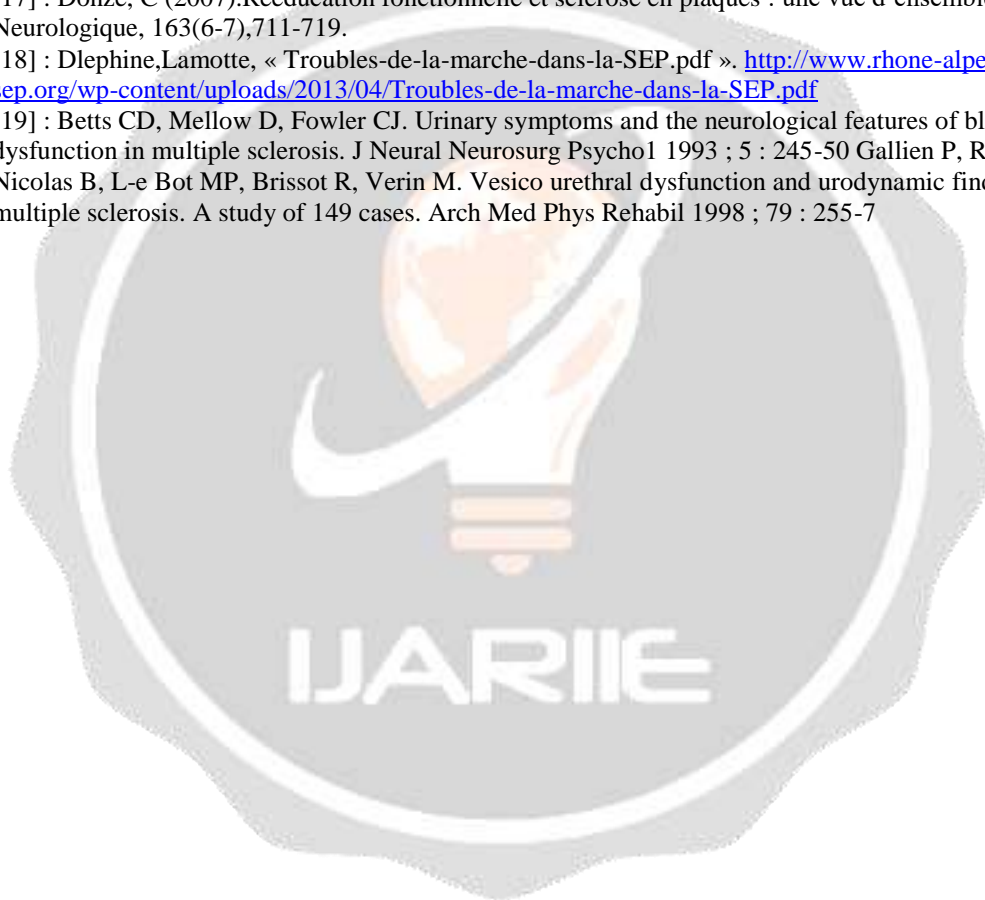 17] : Donzé, C (2007).Rééducation fonctionnelle et sclérose en plaques : une vue d'ensemble
Neurologique, 163(6-7),711-719.
18] : Dlephine,Lamotte, « Troubles-de-la-marche-dans-la-SEP.pdf ». http://www.rhone-alpe
sep.org/wp-content/uploads/2013/04/Troubles-de-la-marche-dans-la-SEP.pdf
19] : Betts CD, Mellow D, Fowler CJ. Urinary symptoms and the neurological features of bl
dysfunction in multiple sclerosis. J Neural Neurosurg Psycho1 1993 ; 5 : 245-50 Gallien P, R
Nicolas B, L-e Bot MP, Brissot R, Verin M. Vesico urethral dysfunction and urodynamic find
multiple sclerosis. A study of 149 cases. Arch Med Phys Rehabil 1998 ; 79 : 255-7
IJARIIE